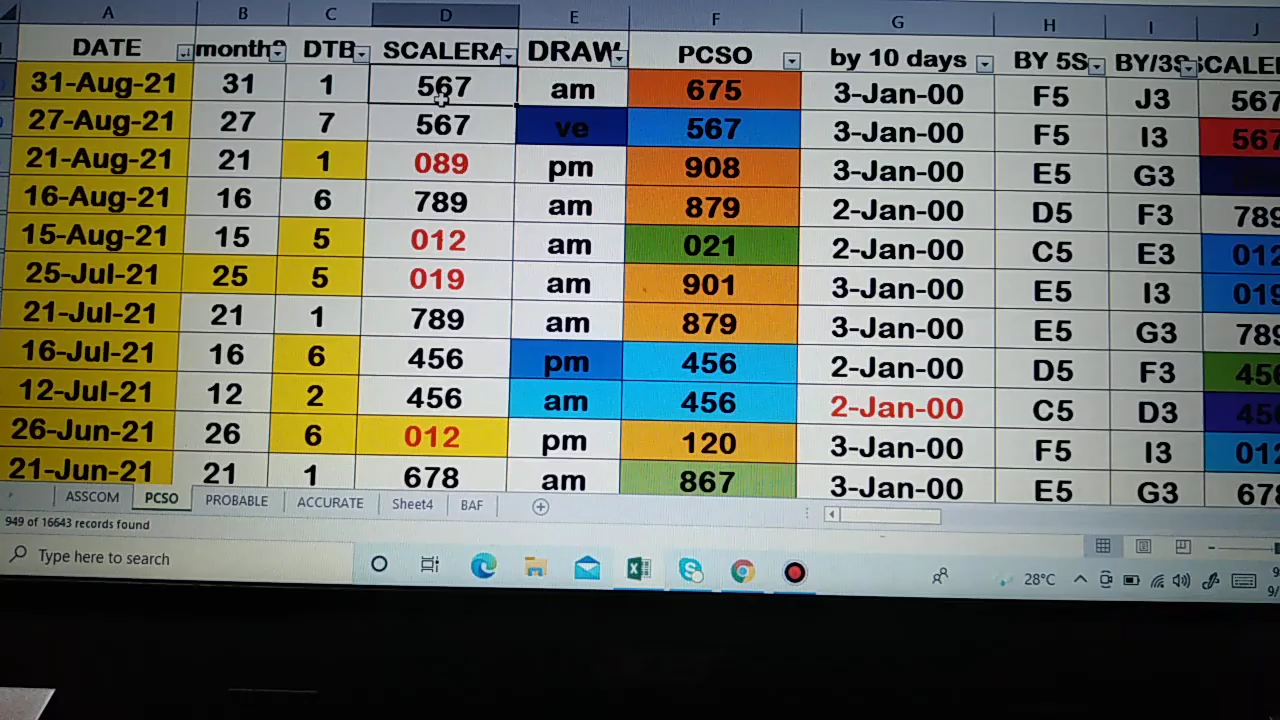 A B C D E F G H I J
DATE month? DTB SCALERA DRAW PCSO by 10 days BY 5S BY/3S SCALER
31-Aug-21 31 1 567 am 675 3-Jan-00 F5 J3 567
27-Aug-21 27 7 567 ve 567 3-Jan-00 F5 I3 567
21-Aug-21 21 1 089 pm 908 3-Jan-00 E5 G3
16-Aug-21 16 6 789 am 879 2-Jan-00 D5 F3 789
15-Aug-21 15 5 012 am 021 2-Jan-00 C5 E3 012
25-Jul-21 25 5 019 am 901 3-Jan-00 E5 I3 019
21-Jul-21 21 1 789 am 879 3-Jan-00 E5 G3 789
16-Jul-21 16 6 456 pm 456 2-Jan-00 D5 F3 456
12-Jul-21 12 2 456 am 456 2-Jan-00 C5 D3 456
26-Jun-21 26 6 012 pm 120 3-Jan-00 F5 I3 012
21-Jun-21 21 1 678 am 867 3-Jan-00 E5 G3 678
ASSCOM PCSO PROBABLE ACCURATE Sheet4 BAF
949 of 16643 records found
Type here to search 28°C